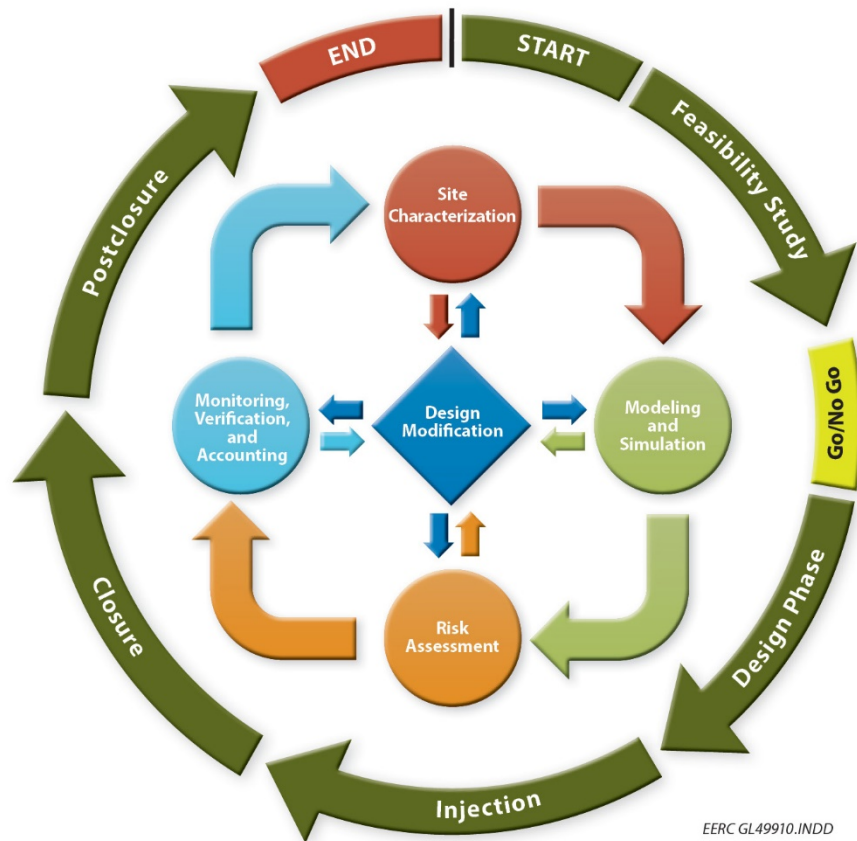 END
START
Feasibility Study
Go/No Go
Design Phase
Injection
Closure
Postclosure
Site
Characterization
Modeling
and
Simulation
Risk
Assessment
Monitoring,
Verification,
and
Accounting
Design
Modification
EERC GL49910.INDD